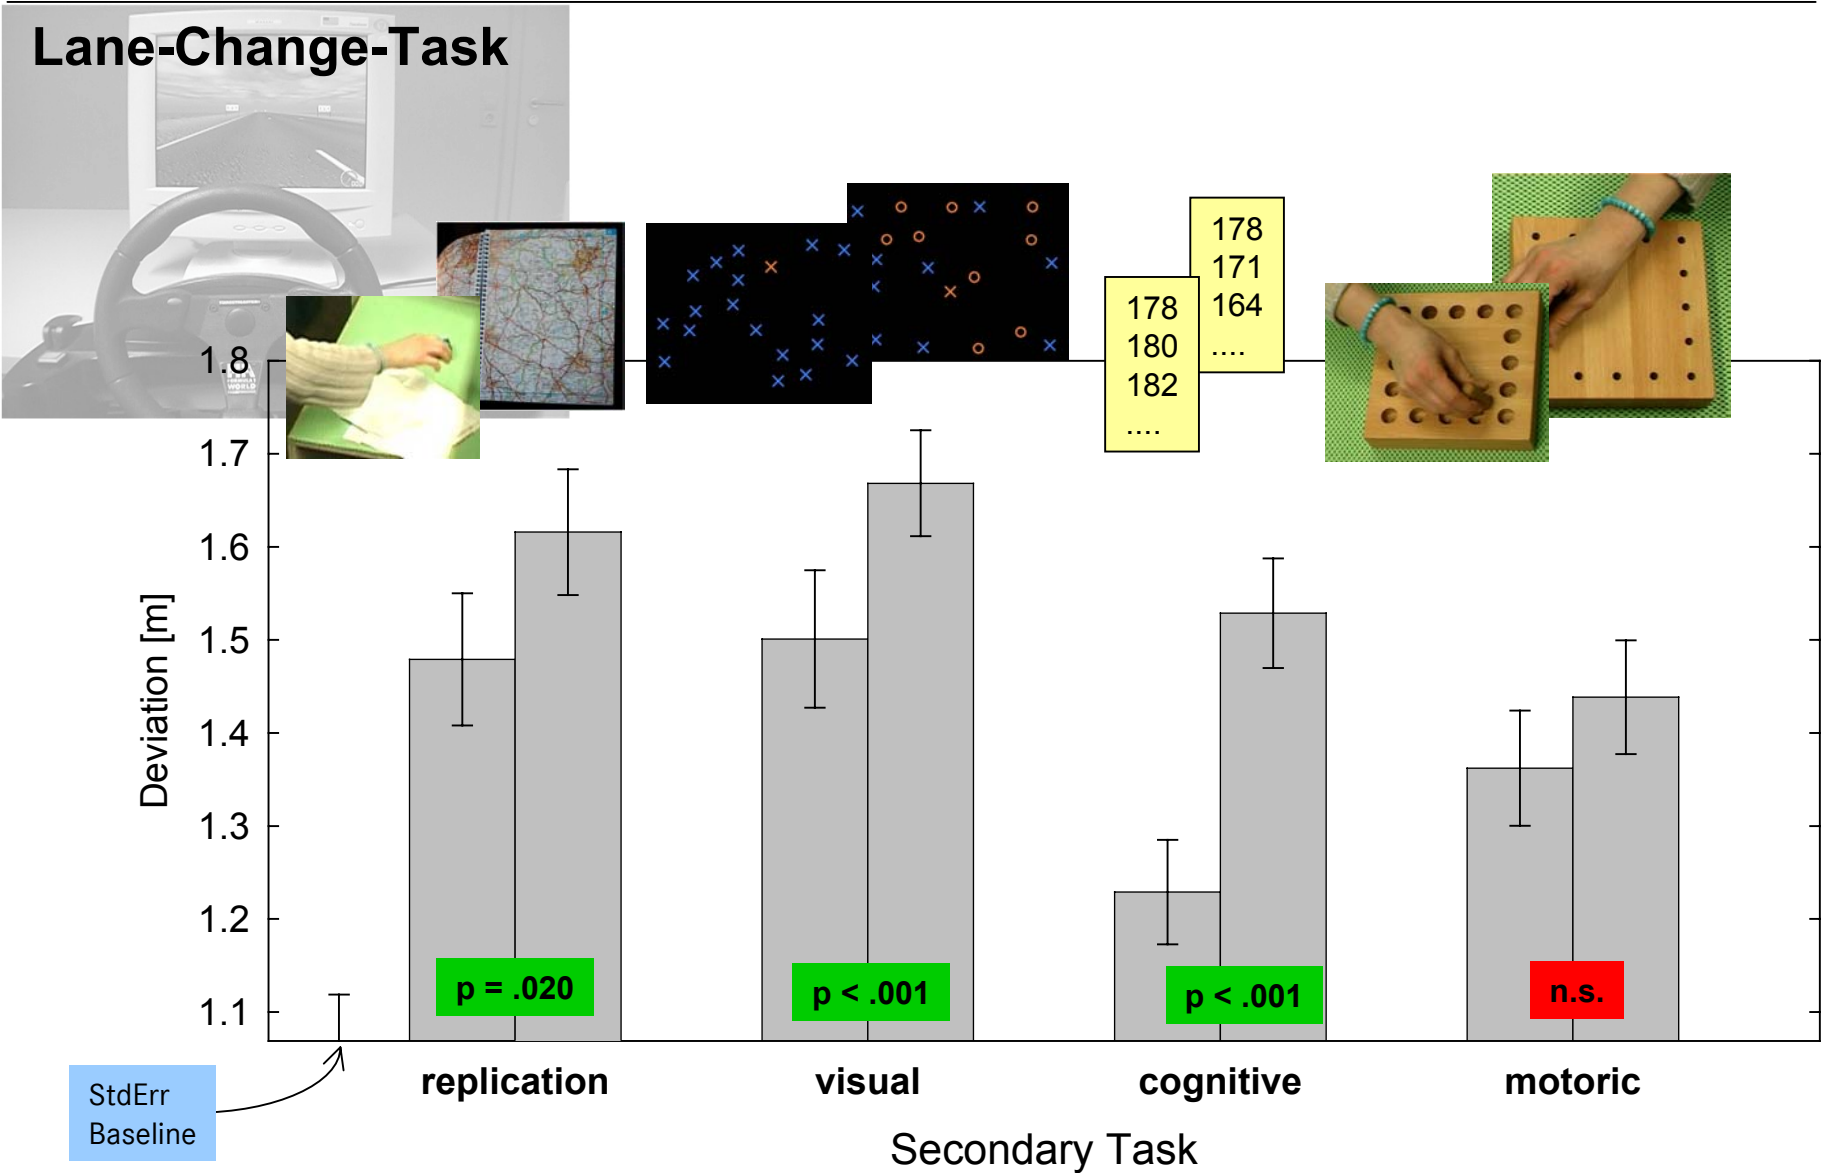 Lane-Change-Task
178
171
164
....
178
180
182
....
1.8
1.7
1.6
1.5
1.4
1.3
1.2
1.1
Deviation [m]
p = .020
p < .001
p < .001
n.s.
replication
visual
cognitive
motoric
StdErr
Baseline
Secondary Task